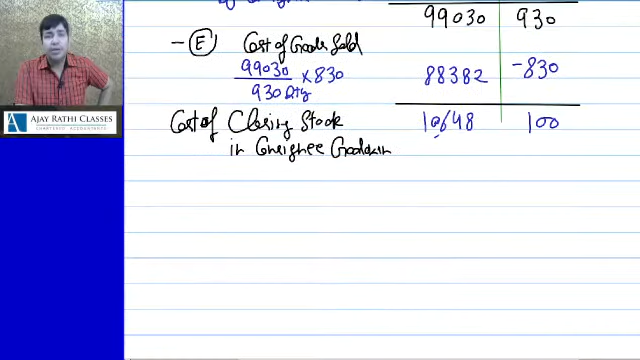 99030 930
- E Cost of Goods Sold
99030 × 830 88382 -830
930 Qty
Cost of Closing Stock 10648 100
in Consignee Godown
AJAY RATHI CLASSES
CHARTERED ACCOUNTANTS